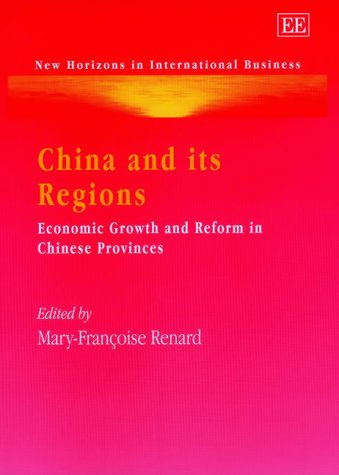 EE
New Horizons in International Business
China and its
Regions
Economic Growth and Reform in
Chinese Provinces
Edited by
Mary-Françoise Renard